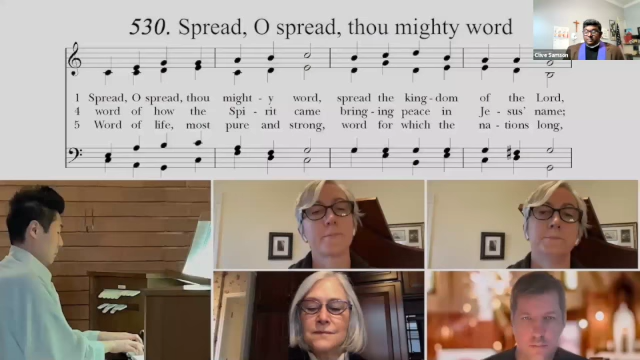 530. Spread, O spread, thou mighty word
Clive Samson
1 Spread, O spread, thou might - y word, spread the king - dom of the Lord,
4 word of how the Spi - rit came bring - ing peace in Je - sus' name;
5 Word of life, most pure and strong, word for which the na - tions long,